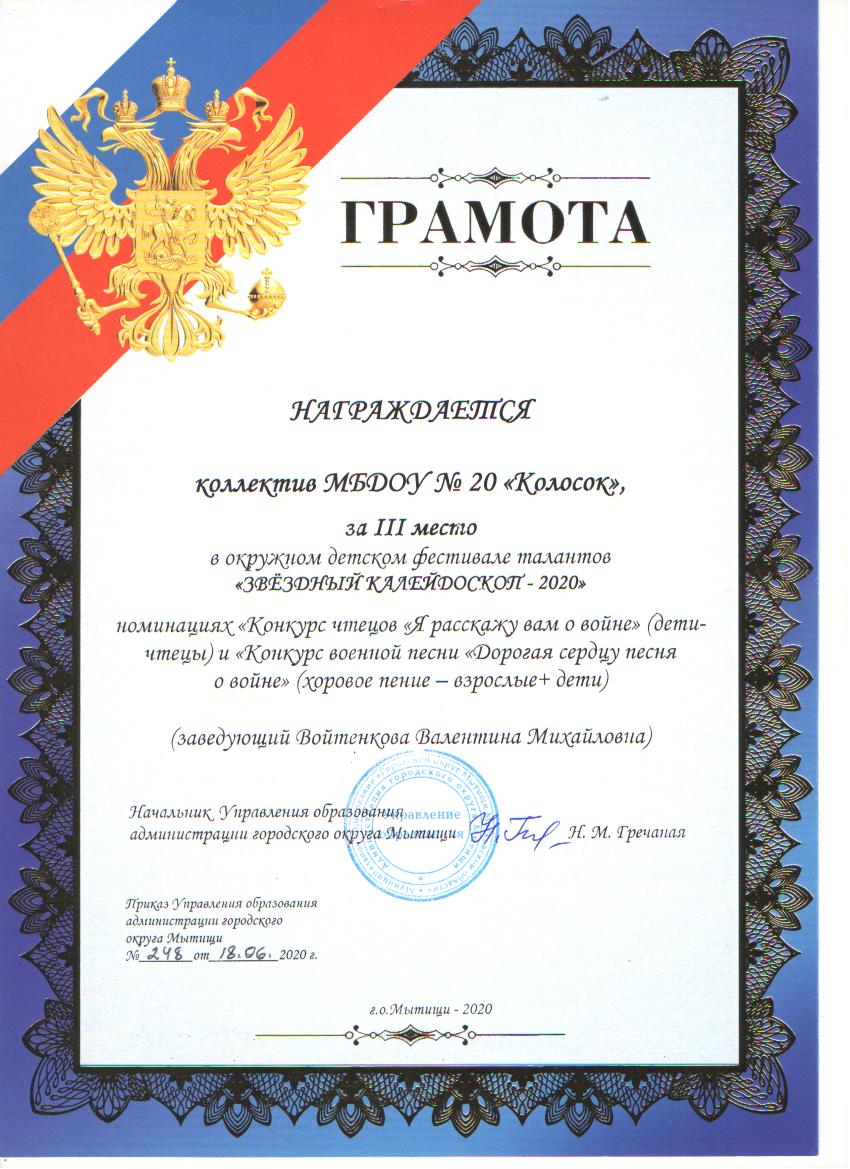 ГРАМОТА
НАГРАЖДАЕТСЯ
коллектив МБДОУ № 20 «Колосок»,
за III место
в окружном детском фестивале талантов
«ЗВЁЗДНЫЙ КАЛЕЙДОСКОП - 2020»
номинациях «Конкурс чтецов «Я расскажу вам о войне» (дети-
чтецы) и «Конкурс военной песни «Дорогая сердцу песня
о войне» (хоровое пение – взрослые+ дети)
(заведующий Войтенкова Валентина Михайловна)
Начальник Управления образования
администрации городского округа Мытищи Н. М. Гречаная
Управление
Приказ Управления образования
администрации городского
округа Мытищи
№ 248 от 18.06. 2020 г.
г.о.Мытищи - 2020